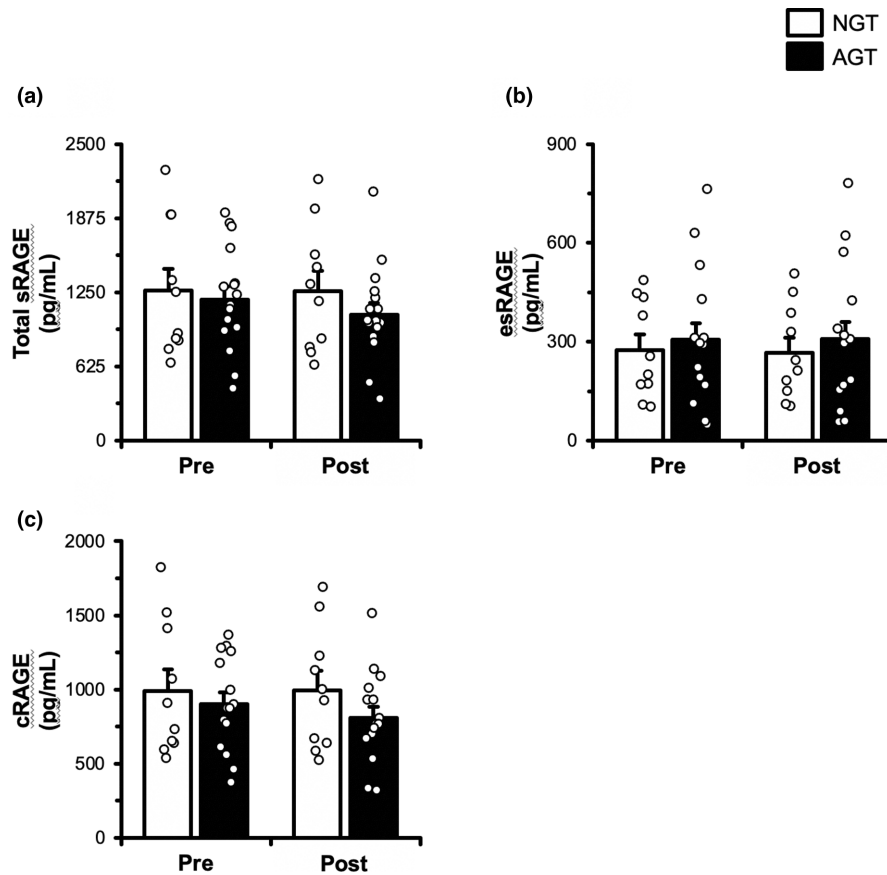 NGT
AGT
(a)
2500
1875
1250
625
0
Total sRAGE
(pg/mL)
Pre Post
(b)
900
600
300
0
esRAGE
(pg/mL)
Pre Post
(c)
2000
1500
1000
500
0
cRAGE
(pg/mL)
Pre Post